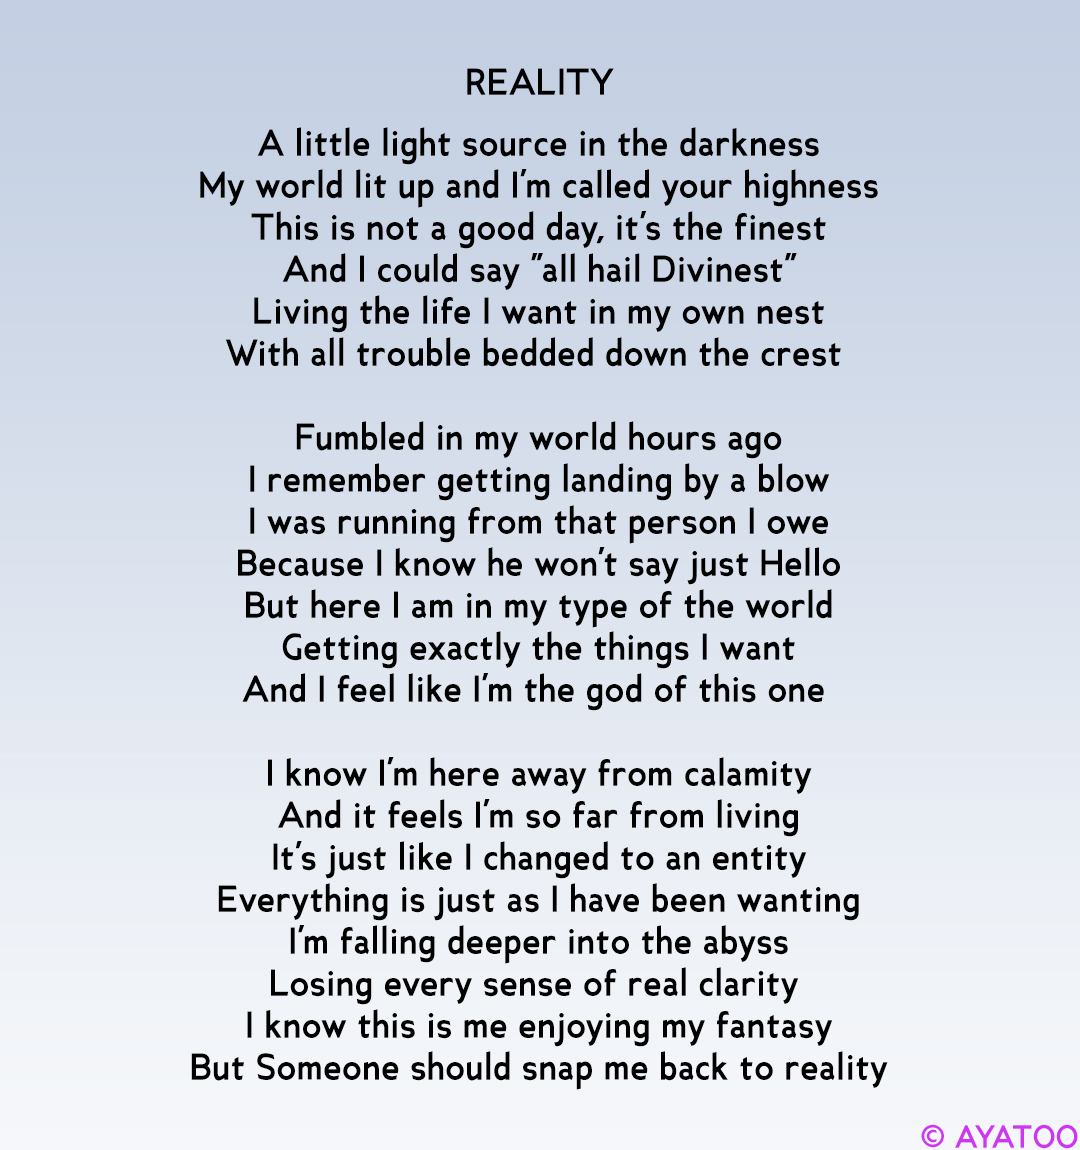 REALITY
A little light source in the darkness
My world lit up and I'm called your highness
This is not a good day, it's the finest
And I could say "all hail Divinest"
Living the life I want in my own nest
With all trouble bedded down the crest
Fumbled in my world hours ago
I remember getting landing by a blow
I was running from that person I owe
Because I know he won't say just Hello
But here I am in my type of the world
Getting exactly the things I want
And I feel like I'm the god of this one
I know I'm here away from calamity
And it feels I'm so far from living
It's just like I changed to an entity
Everything is just as I have been wanting
I'm falling deeper into the abyss
Losing every sense of real clarity
I know this is me enjoying my fantasy
But Someone should snap me back to reality
© AYATOO